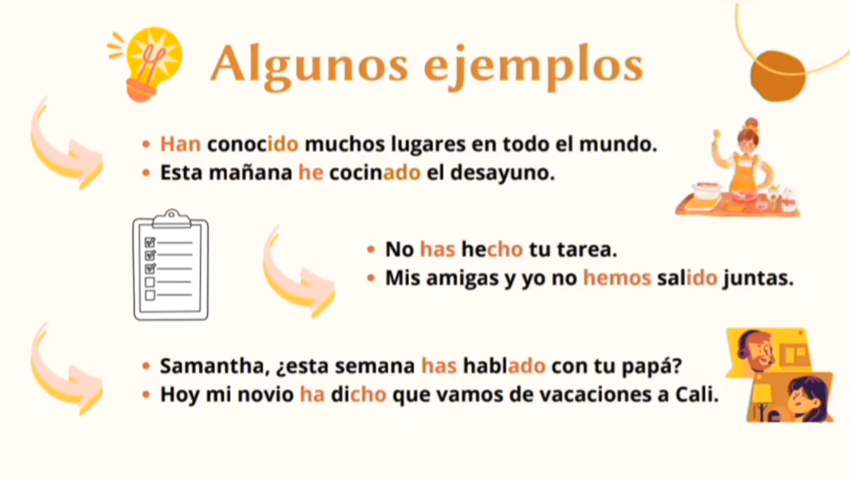 Algunos ejemplos
• Han conocido muchos lugares en todo el mundo.
• Esta mañana he cocinado el desayuno.
• No has hecho tu tarea.
• Mis amigas y yo no hemos salido juntas.
• Samantha, ¿esta semana has hablado con tu papá?
• Hoy mi novio ha dicho que vamos de vacaciones a Cali.